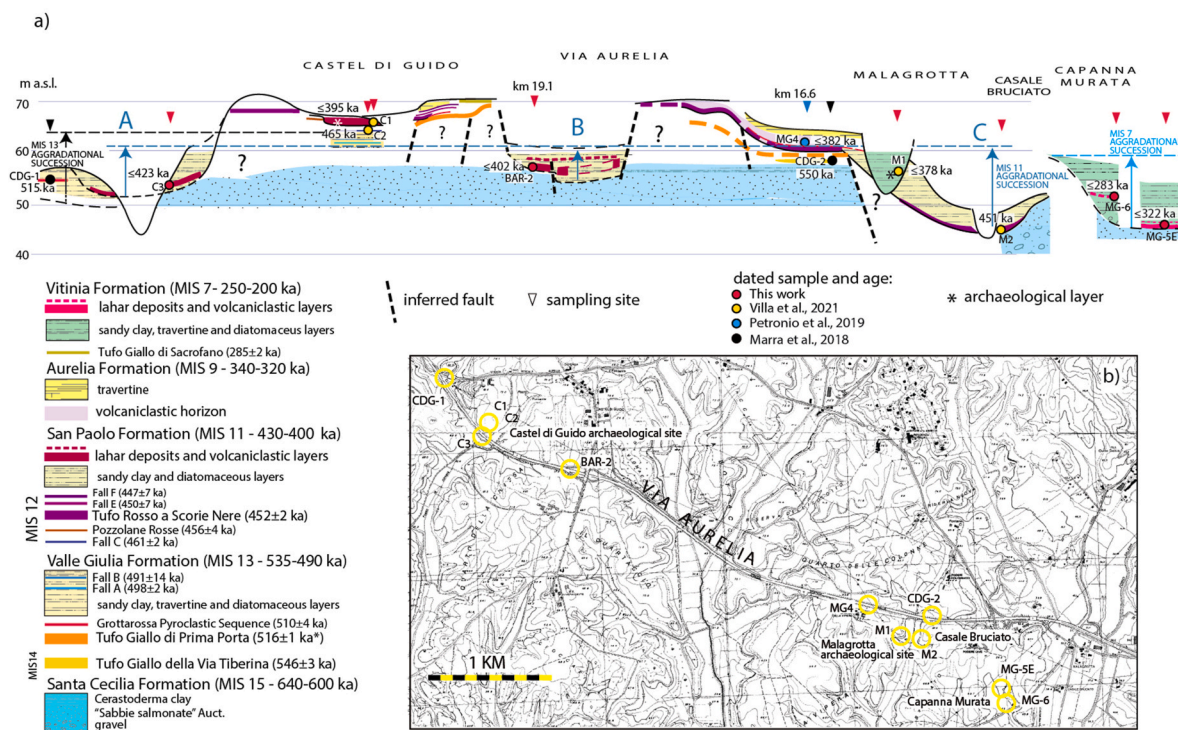 a)
VIA AURELIA
CASTEL DI GUIDO
MALAGROTTA
CAPANNA
MURATA
CASALE
BRUCIATO
m a.s.l.
km 19.1
km 16.6
70
60
50
40
≤395 ka
C1
C2
465 ka
A
B
C
MIS 13
AGGRADATIONAL
SUCCESSION
CDG-1
515 ka
≤423 ka
C3
?
?
?
?
?
?
≤402 ka
BAR-2
MG4
≤382 ka
CDG-2
550 ka
M1
≤378 ka
MIS 11
AGGRADATIONAL
SUCCESSION
451 ka
M2
MIS 7
AGGRADATIONAL
SUCCESSION
≤283 ka
MG-6
≤322 ka
MG-5E
Vitinia Formation (MIS 7- 250-200 ka)
lahar deposits and volcaniclastic layers
sandy clay, travertine and diatomaceus layers
Tufo Giallo di Sacrofano (285±2 ka)
Aurelia Formation (MIS 9 - 340-320 ka)
travertine
volcaniclastic horizon
San Paolo Formation (MIS 11 - 430-400 ka)
lahar deposits and volcaniclastic layers
sandy clay and diatomaceous layers
MIS 12
Fall F (447±7 ka)
Fall E (450±7 ka)
Tufo Rosso a Scorie Nere (452±2 ka)
Pozzolane Rosse (456±4 ka)
Fall C (461±2 ka)
Valle Giulia Formation (MIS 13 - 535-490 ka)
Fall B (491±14 ka)
Fall A (498±2 ka)
sandy clay, travertine and diatomaceous layers
Grottarossa Pyroclastic Sequence (510±4 ka)
Tufo Giallo di Prima Porta (516±1 ka*)
MIS14
Tufo Giallo della Via Tiberina (546±3 ka)
Santa Cecilia Formation (MIS 15 - 640-600 ka)
Cerastoderma clay
"Sabbie salmonate" Auct.
gravel
inferred fault
sampling site
dated sample and age:
This work
Villa et al., 2021
Petronio et al., 2019
Marra et al., 2018
* archaeological layer
b)
CDG-1
C1
C2
C3
Castel di Guido archaeological site
BAR-2
VIA AURELIA
QUARTO DELLE COLONNE
MG4
CDG-2
M1
Casale Bruciato
Malagrotta
archaeological site
M2
MG-5E
Capanna Murata
MG-6
1 KM